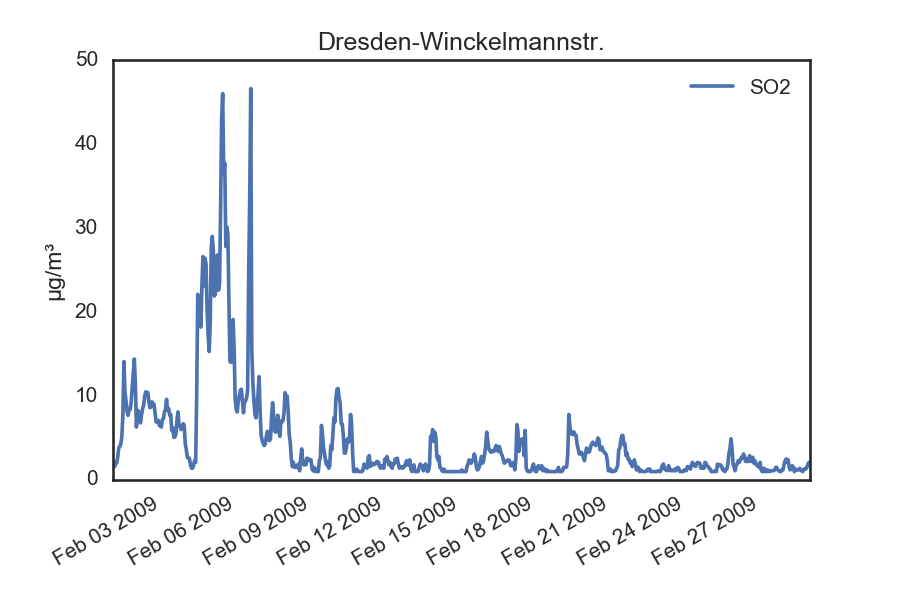 Dresden-Winckelmannstr.
SO2
µg/m³
50
40
30
20
10
0
Feb 03 2009
Feb 06 2009
Feb 09 2009
Feb 12 2009
Feb 15 2009
Feb 18 2009
Feb 21 2009
Feb 24 2009
Feb 27 2009